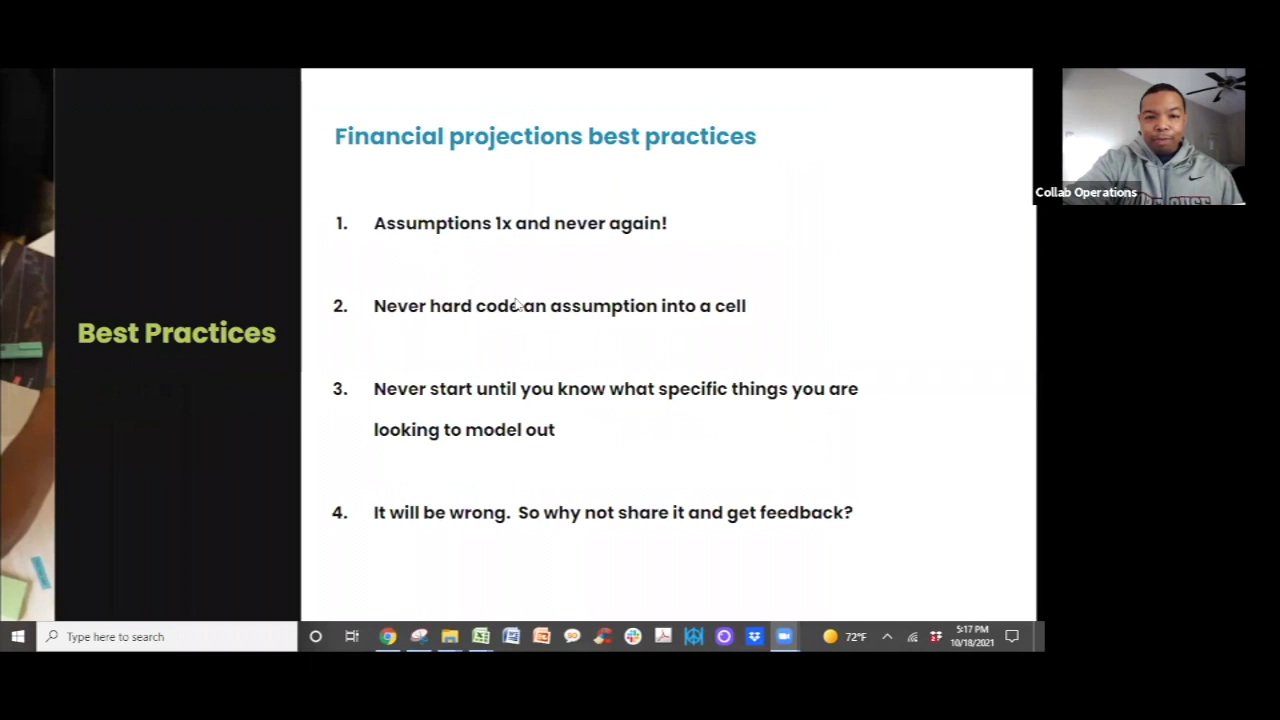 Financial projections best practices
Collab Operations
1. Assumptions 1x and never again!
2. Never hard code an assumption into a cell
Best Practices
3. Never start until you know what specific things you are
looking to model out
4. It will be wrong. So why not share it and get feedback?
Type here to search
72°F
5:17 PM
10/18/2021